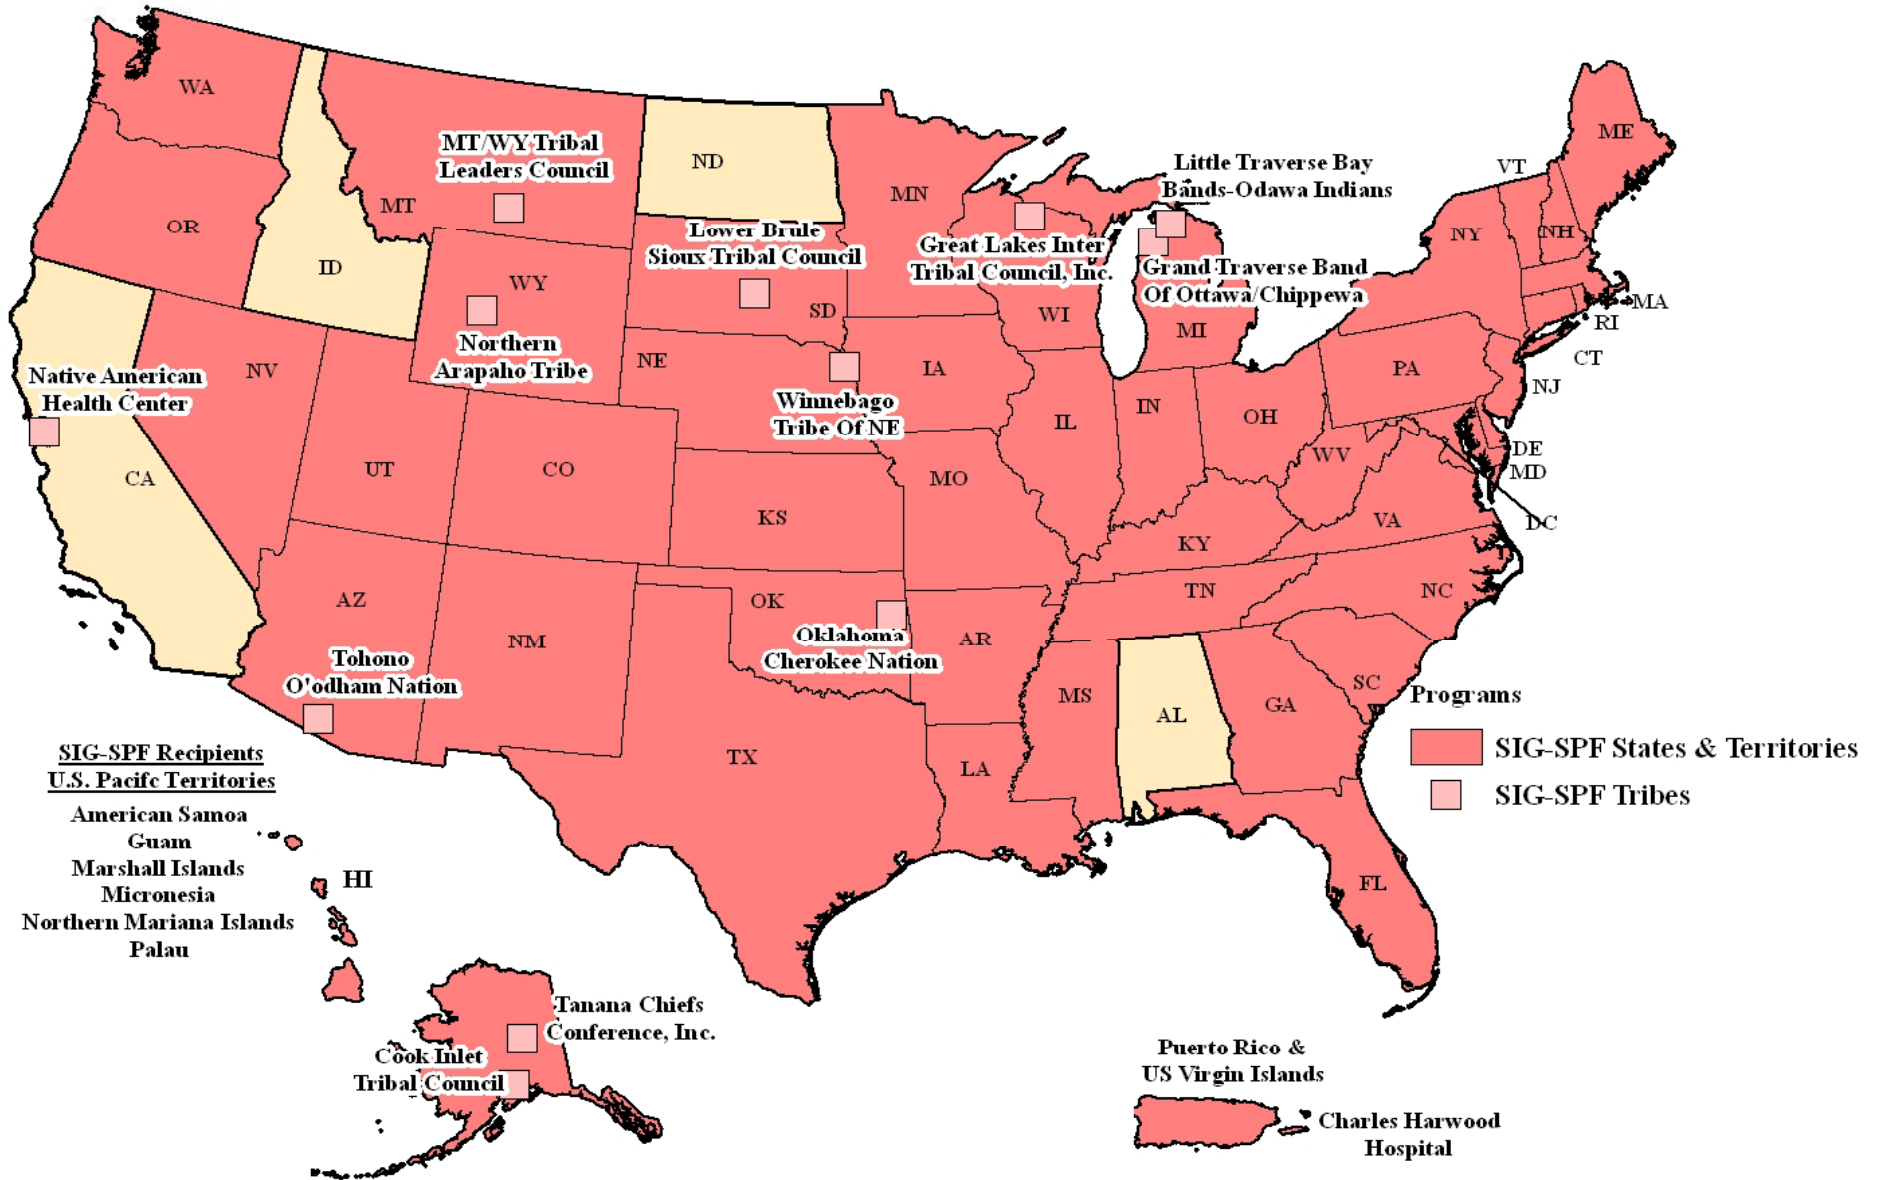 WA
MT/WY Tribal
Leaders Council
MT
ND
MN
Little Traverse Bay
Bands-Odawa Indians
VT
ME
OR
ID
WY
Lower Brule
Sioux Tribal Council
SD
Great Lakes Inter
Tribal Council, Inc.
Grand Traverse Band
Of Ottawa/Chippewa
WI
MI
NY
NH
MA
RI
CT
Northern
Arapaho Tribe
NE
IA
PA
NJ
Native American
Health Center
NV
Winnebago
Tribe Of NE
IL
IN
OH
WV
DE
MD
DC
CA
UT
CO
KS
MO
KY
VA
AZ
NM
OK
Oklahoma
Cherokee Nation
AR
TN
NC
Tohono
O'odham Nation
TX
LA
MS
AL
GA
SC
FL
Programs
SIG-SPF States & Territories
SIG-SPF Tribes
SIG-SPF Recipients
U.S. Pacifc Territories
American Samoa
Guam
Marshall Islands
Micronesia
Northern Mariana Islands
Palau
HI
Tanana Chiefs
Conference, Inc.
Cook Inlet
Tribal Council
Puerto Rico &
US Virgin Islands
Charles Harwood
Hospital